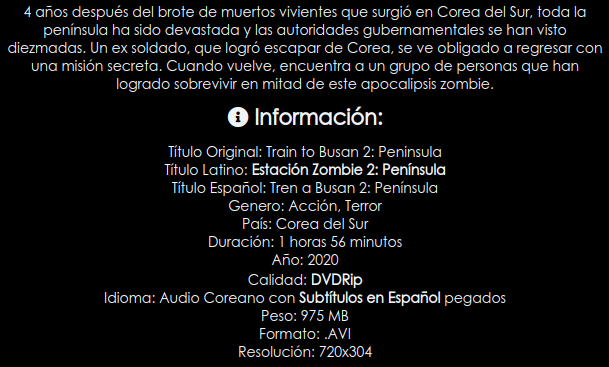 4 años después del brote de muertos vivientes que surgió en Corea del Sur, toda la
península ha sido devastada y las autoridades gubernamentales se han visto
diezmadas. Un ex soldado, que logró escapar de Corea, se ve obligado a regresar con
una misión secreta. Cuando vuelve, encuentra a un grupo de personas que han
logrado sobrevivir en mitad de este apocalipsis zombie.
Información:
Título Original: Train to Busan 2: Peninsula
Título Latino: Estación Zombie 2: Península
Título Español: Tren a Busan 2: Península
Genero: Acción, Terror
País: Corea del Sur
Duración: 1 horas 56 minutos
Año: 2020
Calidad: DVDRip
Idioma: Audio Coreano con Subtítulos en Español pegados
Peso: 975 MB
Formato: .AVI
Resolución: 720x304